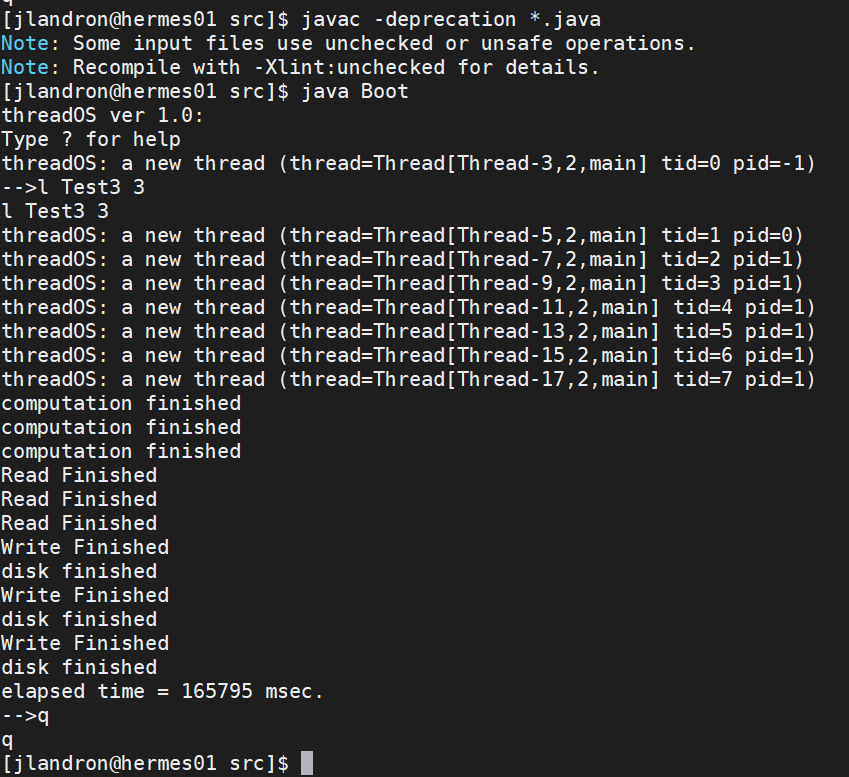 q
[jlandron@hermes01 src]$ javac -deprecation *.java
Note: Some input files use unchecked or unsafe operations.
Note: Recompile with -Xlint:unchecked for details.
[jlandron@hermes01 src]$ java Boot
threadOS ver 1.0:
Type ? for help
threadOS: a new thread (thread=Thread[Thread-3,2,main] tid=0 pid=-1)
-->l Test3 3
l Test3 3
threadOS: a new thread (thread=Thread[Thread-5,2,main] tid=1 pid=0)
threadOS: a new thread (thread=Thread[Thread-7,2,main] tid=2 pid=1)
threadOS: a new thread (thread=Thread[Thread-9,2,main] tid=3 pid=1)
threadOS: a new thread (thread=Thread[Thread-11,2,main] tid=4 pid=1)
threadOS: a new thread (thread=Thread[Thread-13,2,main] tid=5 pid=1)
threadOS: a new thread (thread=Thread[Thread-15,2,main] tid=6 pid=1)
threadOS: a new thread (thread=Thread[Thread-17,2,main] tid=7 pid=1)
computation finished
computation finished
computation finished
Read Finished
Read Finished
Read Finished
Write Finished
disk finished
Write Finished
disk finished
Write Finished
disk finished
elapsed time = 165795 msec.
-->q
q
[jlandron@hermes01 src]$